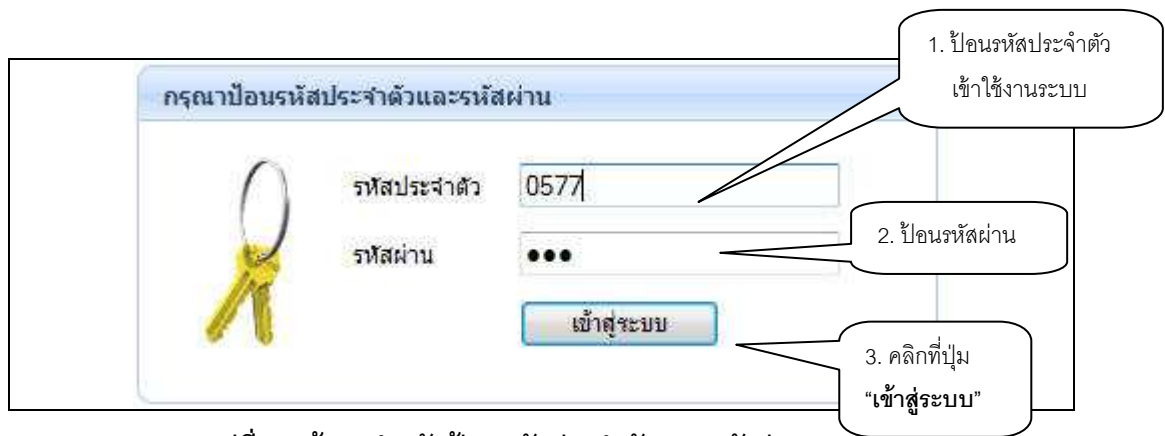 1. ป้อนรหัสประจำตัว
เข้าใช้งานระบบ
กรุณาป้อนรหัสประจำตัวและรหัสผ่าน
รหัสประจำตัว 0577
2. ป้อนรหัสผ่าน
รหัสผ่าน ●●●
เข้าสู่ระบบ
3. คลิกที่ปุ่ม
“เข้าสู่ระบบ”